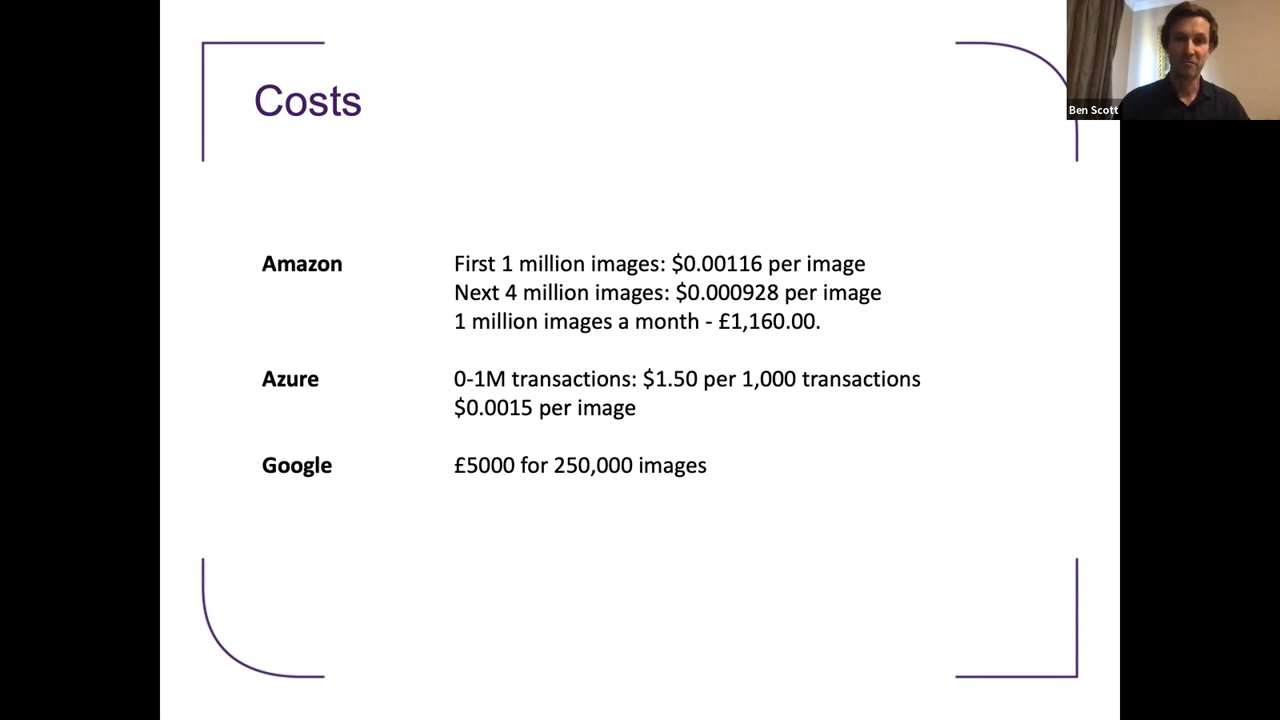 Costs
Ben Scott
Amazon First 1 million images: $0.00116 per image
Next 4 million images: $0.000928 per image
1 million images a month - £1,160.00.
Azure 0-1M transactions: $1.50 per 1,000 transactions
$0.0015 per image
Google £5000 for 250,000 images